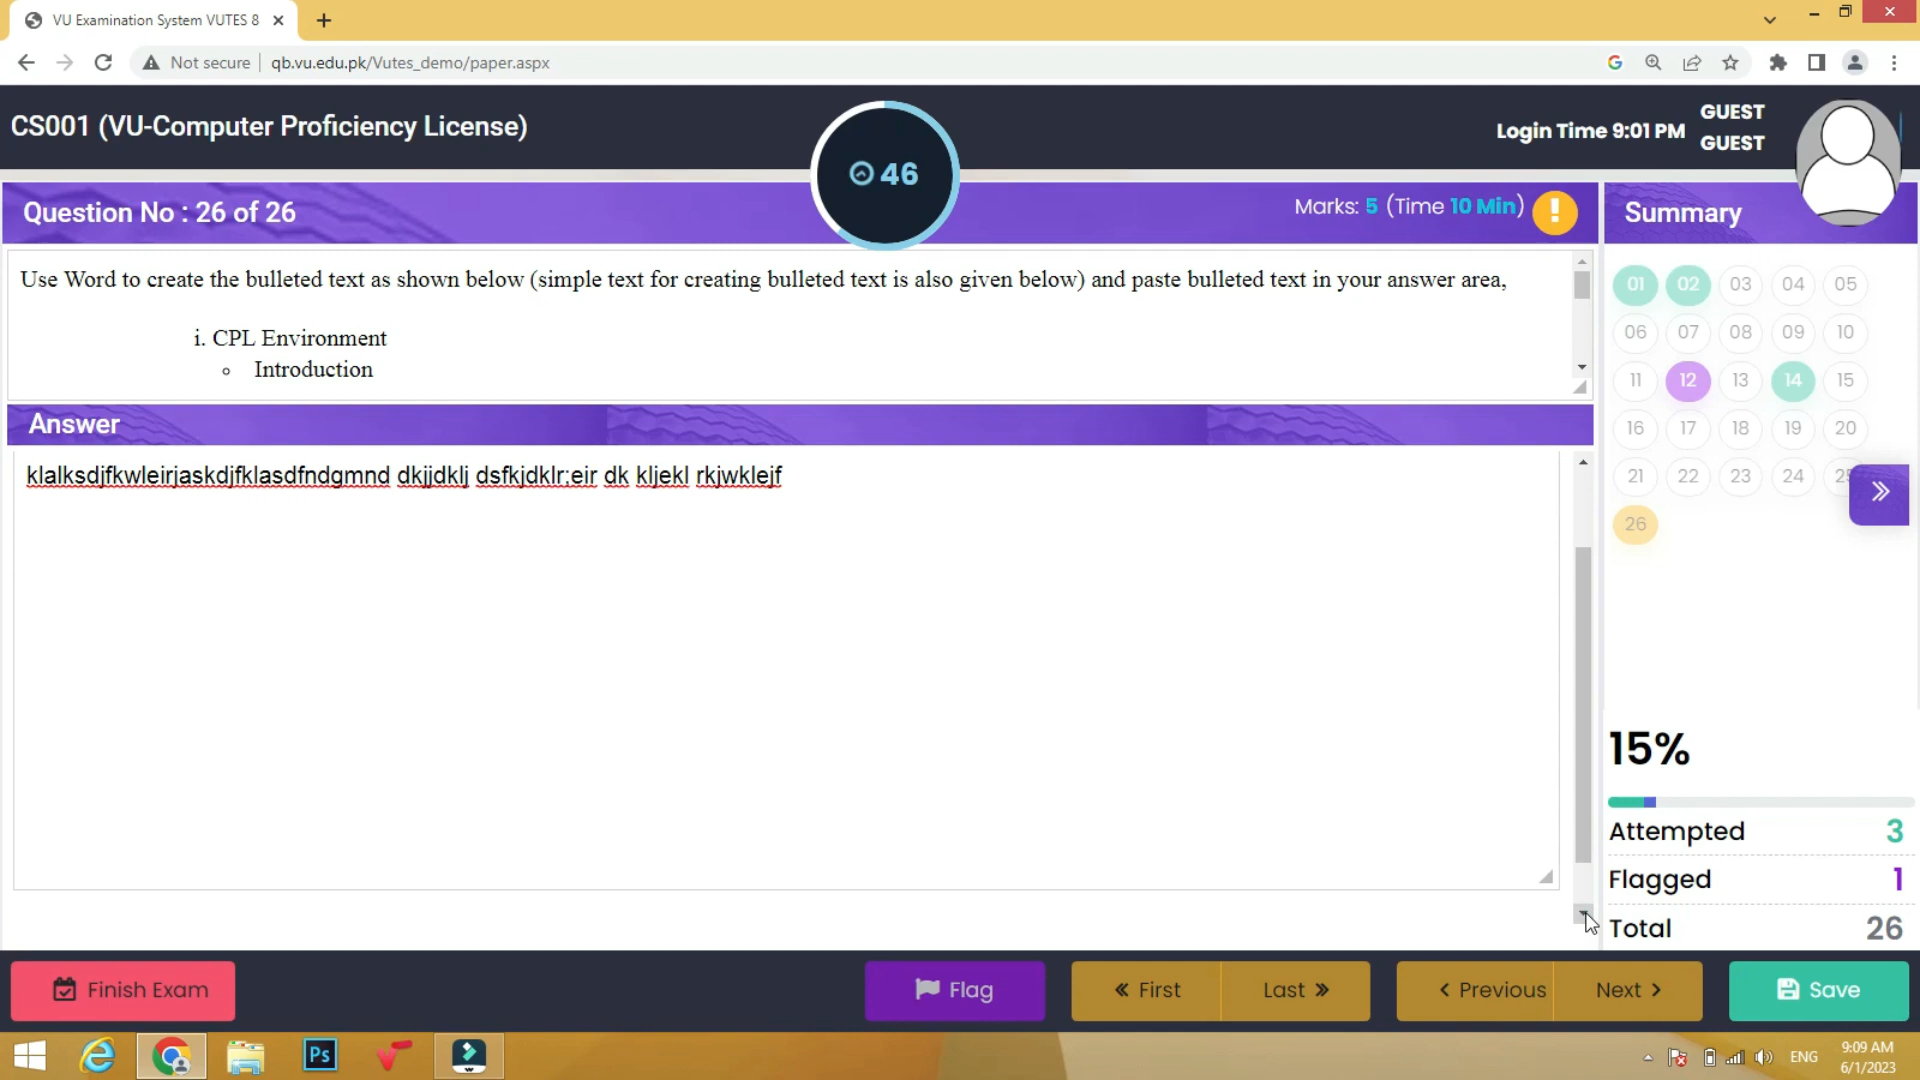 VU Examination System VUTES 8
Not secure
qb.vu.edu.pk/Vutes_demo/paper.aspx
CS001 (VU-Computer Proficiency License)
46
Login Time 9:01 PM
GUEST
GUEST
Question No : 26 of 26
Marks: 5 (Time 10 Min)
!
Summary
Use Word to create the bulleted text as shown below (simple text for creating bulleted text is also given below) and paste bulleted text in your answer area,
i. CPL Environment
Introduction
Answer
klalksdjfkwleirjaskdjfklasdfndgmnd dkjjdklj dsfkjdklr;eir dk kljekl rkjwklejf
01 02 03 04 05
06 07 08 09 10
11 12 13 14 15
16 17 18 19 20
21 22 23 24
26
15%
Attempted 3
Flagged 1
Total 26
Finish Exam
Flag
« First
Last »
< Previous
Next >
Save
Ps
ENG
9:09 AM
6/1/2023